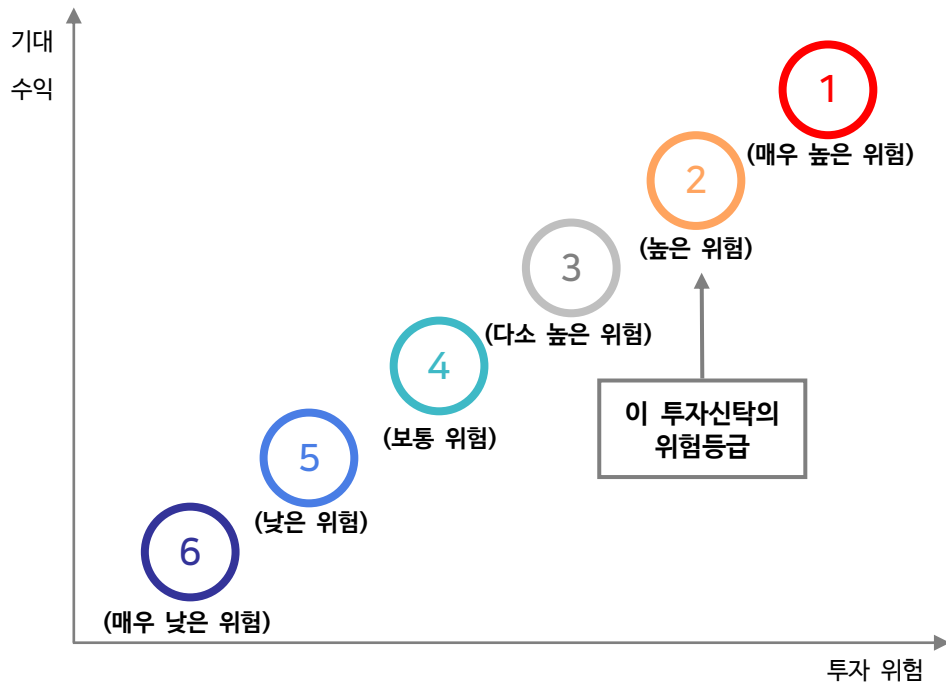 기대
수익
1
(매우 높은 위험)
2
(높은 위험)
3
(다소 높은 위험)
4
(보통 위험)
이 투자신탁의
위험등급
5
(낮은 위험)
6
(매우 낮은 위험)
투자 위험